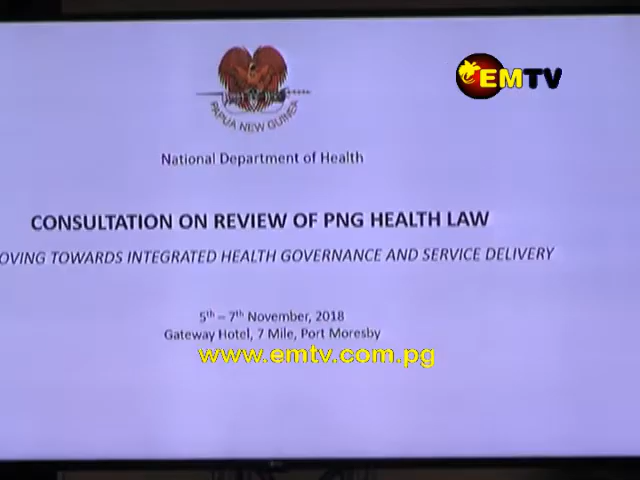 EMTV
PAPUA NEW GUINEA
National Department of Health
CONSULTATION ON REVIEW OF PNG HEALTH LAW
OVING TOWARDS INTEGRATED HEALTH GOVERNANCE AND SERVICE DELIVERY
5th – 7th November, 2018
Gateway Hotel, 7 Mile, Port Moresby
www.emtv.com.pg